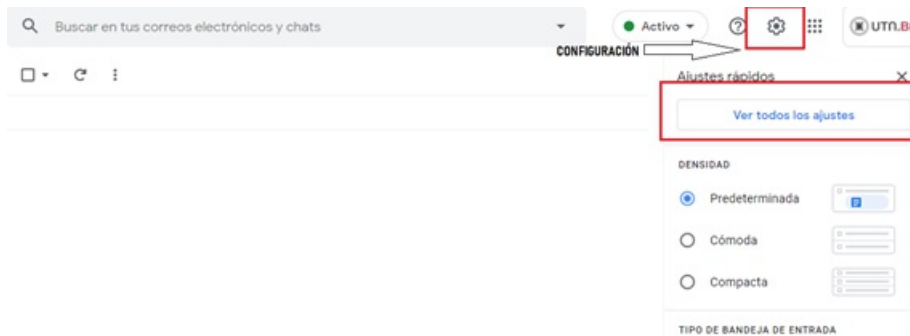 Buscar en tus correos electrónicos y chats
Activo
UTN.B
CONFIGURACIÓN
Ajustes rápidos
Ver todos los ajustes
DENSIDAD
Predeterminada
Cómoda
Compacta
TIPO DE BANDEJA DE ENTRADA